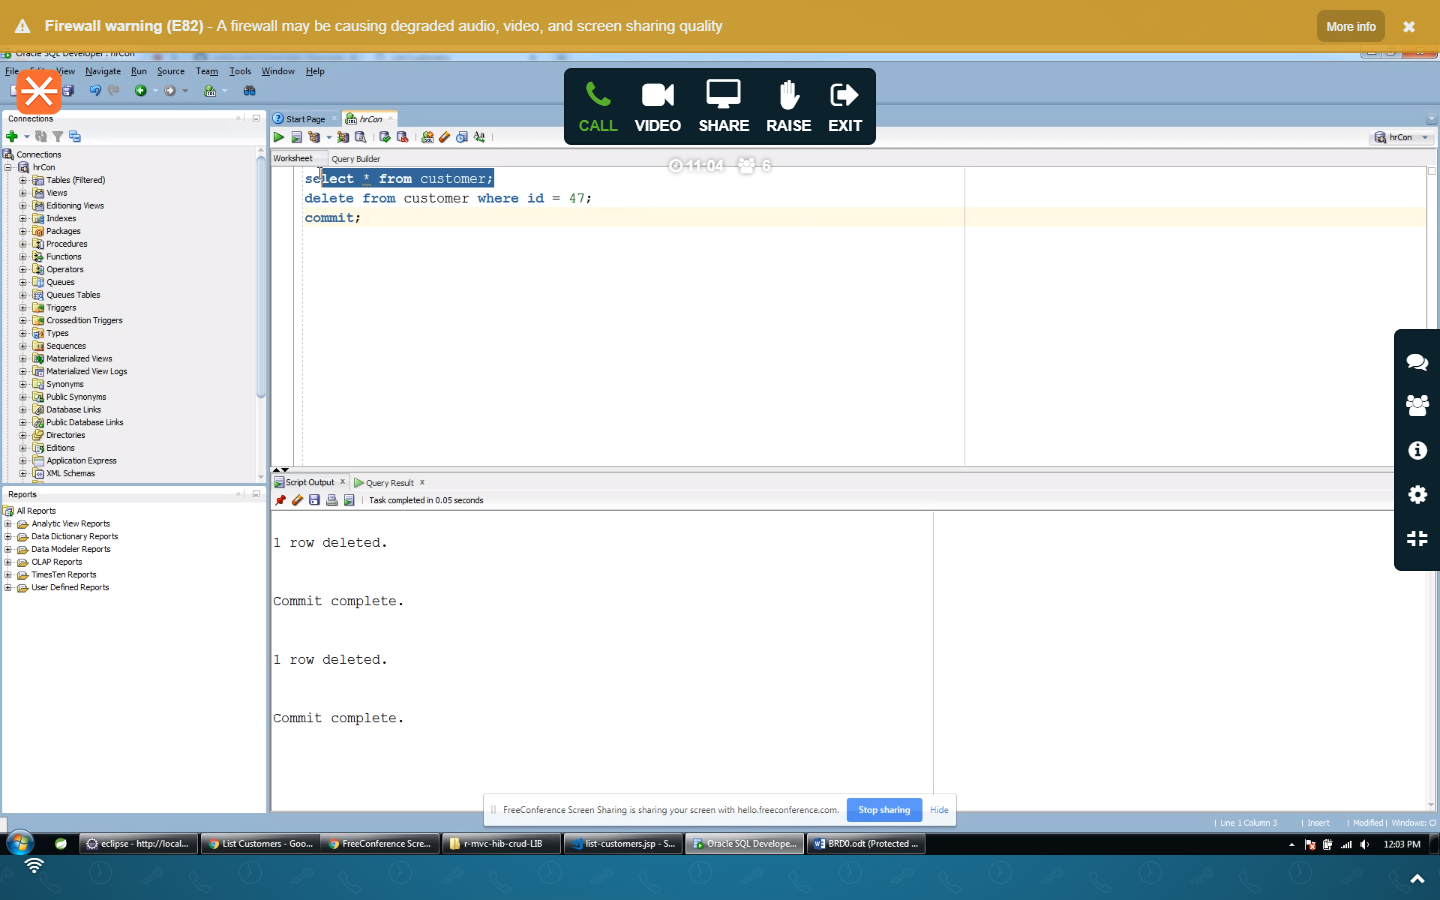 Firewall warning (E82) - A firewall may be causing degraded audio, video, and screen sharing quality
More info
Oracle SQL Developer : hrCon
File Edit View Navigate Run Source Team Tools Window Help
CALL VIDEO SHARE RAISE EXIT
11:04 6
Connections
Start Page
hrCon
hrCon
Worksheet Query Builder
Connections
hrCon
Tables (Filtered)
Views
Editioning Views
Indexes
Packages
Procedures
Functions
Operators
Queues
Queues Tables
Triggers
Crossedition Triggers
Types
Sequences
Materialized Views
Materialized View Logs
Synonyms
Public Synonyms
Database Links
Public Database Links
Directories
Editions
Application Express
XML Schemas
select * from customer;
delete from customer where id = 47;
commit;
Reports
All Reports
Analytic View Reports
Data Dictionary Reports
Data Modeler Reports
OLAP Reports
TimesTen Reports
User Defined Reports
Script Output x Query Result x
Task completed in 0.05 seconds
1 row deleted.
Commit complete.
1 row deleted.
Commit complete.
FreeConference Screen Sharing is sharing your screen with hello.freeconference.com.
Stop sharing
Hide
Line 1 Column 3 | Insert | Modified | Windows: C
eclipse - http://local...
List Customers - Goo...
FreeConference Scre...
r-mvc-hib-crud-LIB
list-customers.jsp - S...
Oracle SQL Develope...
BRD0.odt (Protected ...
12:03 PM